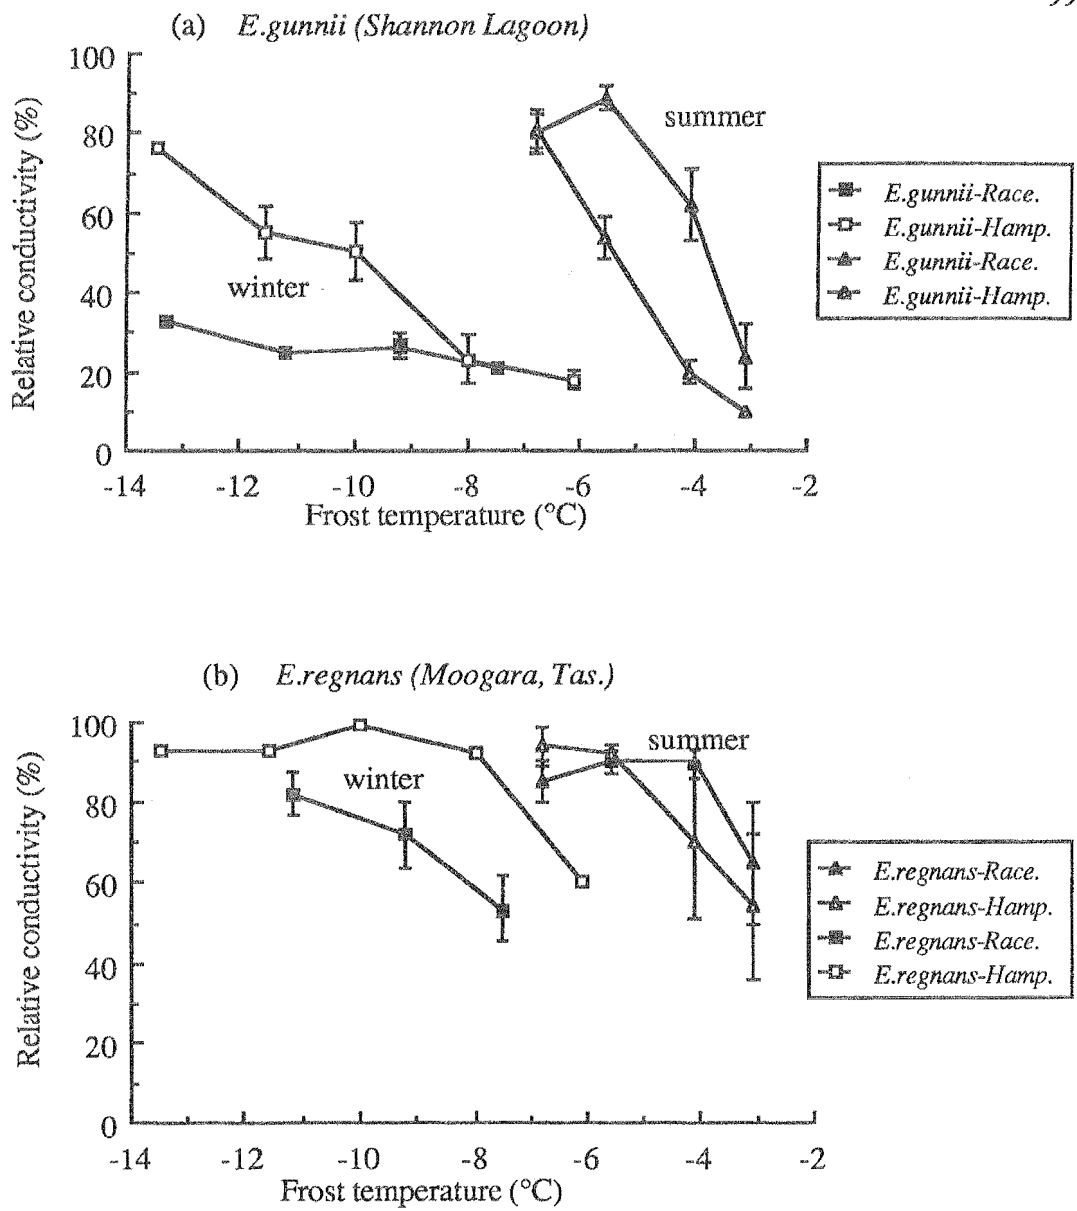 (a) E.gunnii (Shannon Lagoon)
100
80
60
40
20
0
Relative conductivity (%)
summer
winter
E.gunnii-Race.
E.gunnii-Hamp.
E.gunnii-Race.
E.gunnii-Hamp.
-14 -12 -10 -8 -6 -4 -2
Frost temperature (°C)
(b) E.regnans (Moogara, Tas.)
100
80
60
40
20
0
Relative conductivity (%)
summer
winter
E.regnans-Race.
E.regnans-Hamp.
E.regnans-Race.
E.regnans-Hamp.
-14 -12 -10 -8 -6 -4 -2
Frost temperature (°C)